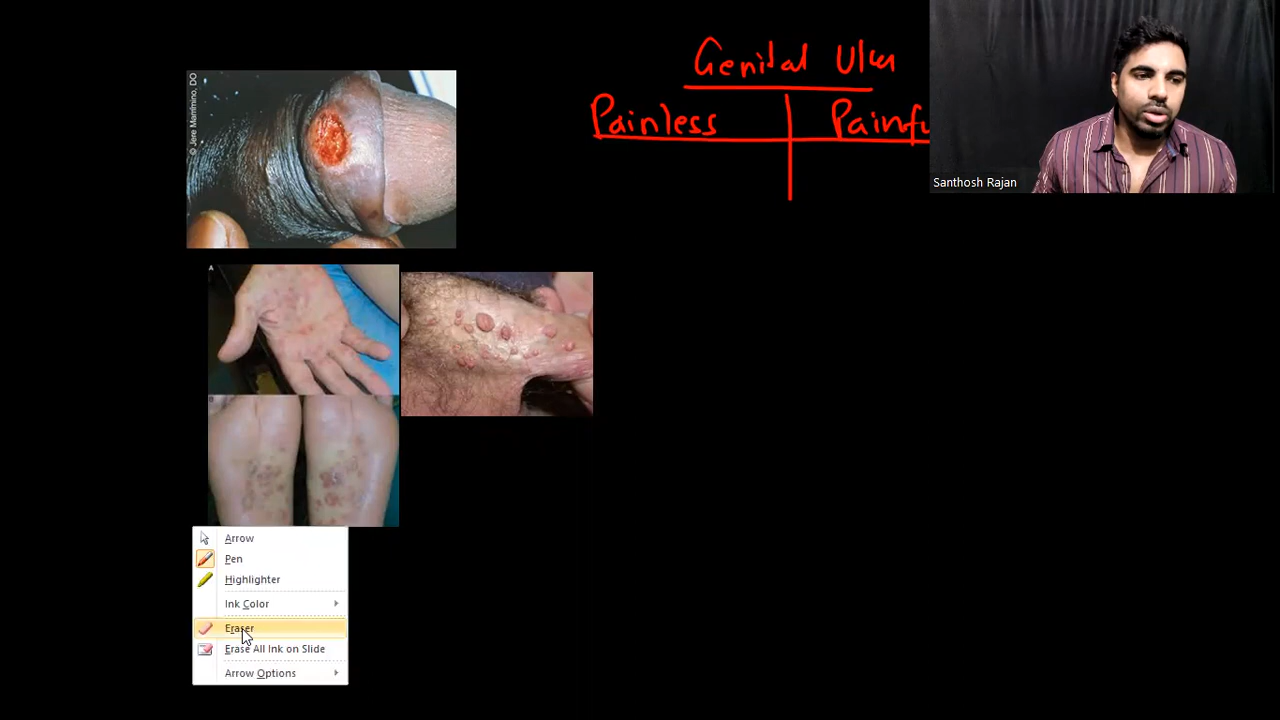 © Jere Mammino, DO
Genital Ulcer
Painless Painfu
Santhosh Rajan
A
B
Arrow
Pen
Highlighter
Ink Color
Eraser
Erase All Ink on Slide
Arrow Options